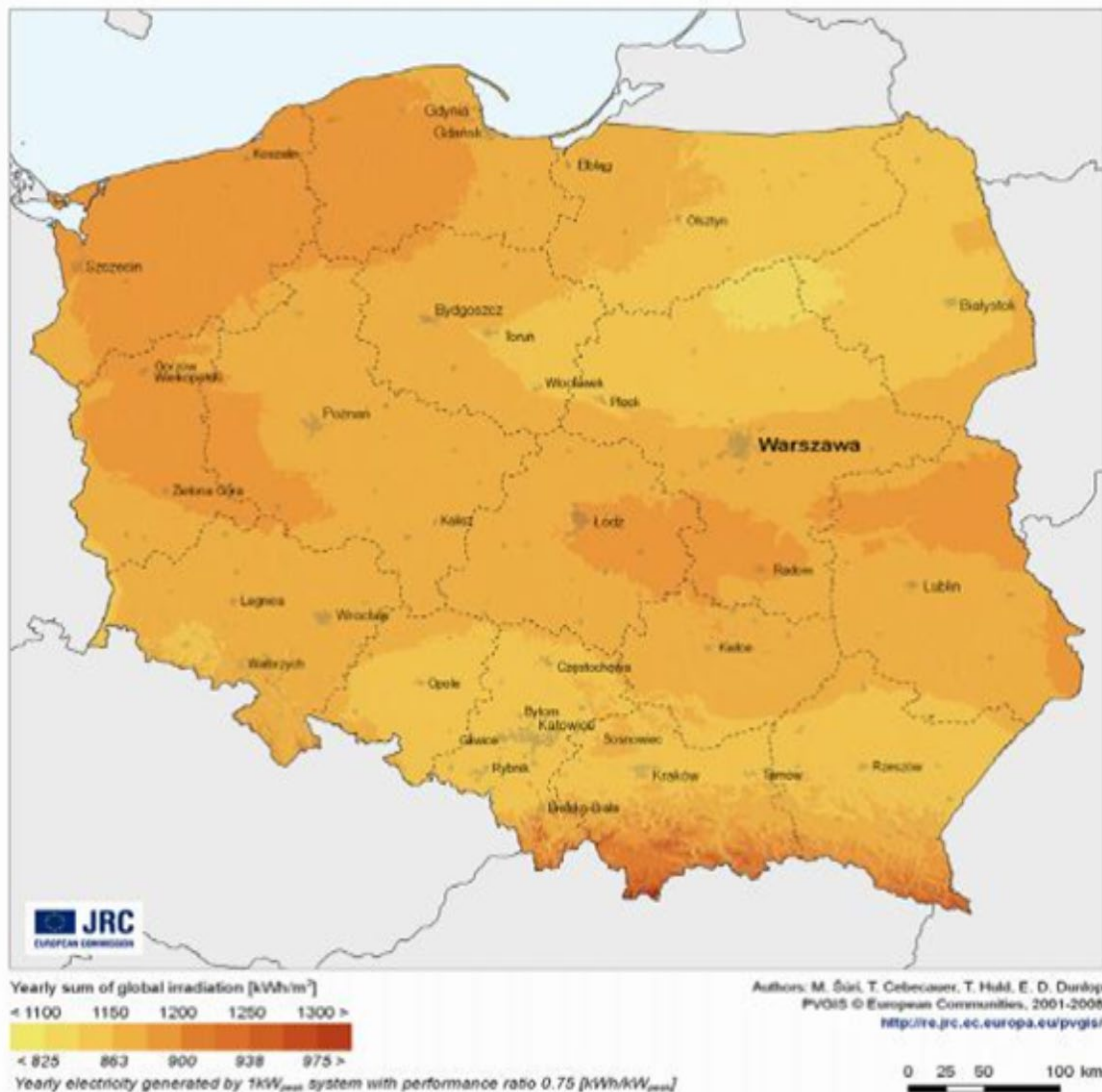 Gdynia
Gdańsk
Koszalin
Elbląg
Olsztyn
Szczecin
Białystok
Bydgoszcz
Toruń
Gorzów
Wielkopolski
Włocławek
Płock
Poznań
Warszawa
Zielona Góra
Kalisz
Łódź
Radom
Lublin
Legnica
Wrocław
Kielce
Wałbrzych
Częstochowa
Opole
Bytom
Katowice
Gliwice
Sosnowiec
Rybnik
Kraków
Tarnów
Rzeszów
Bielsko-Biała
JRC
EUROPEAN COMMISSION
Yearly sum of global irradiation [kWh/m²]
< 1100 1150 1200 1250 1300 >
< 825 863 900 938 975 >
Yearly electricity generated by 1kWpeak system with performance ratio 0.75 [kWh/kWpeak]
Authors: M. Šúri, T. Cebecauer, T. Huld, E. D. Dunlop
PVGIS © European Communities, 2001-2008
http://re.jrc.ec.europa.eu/pvgis/
0 25 50 100 km